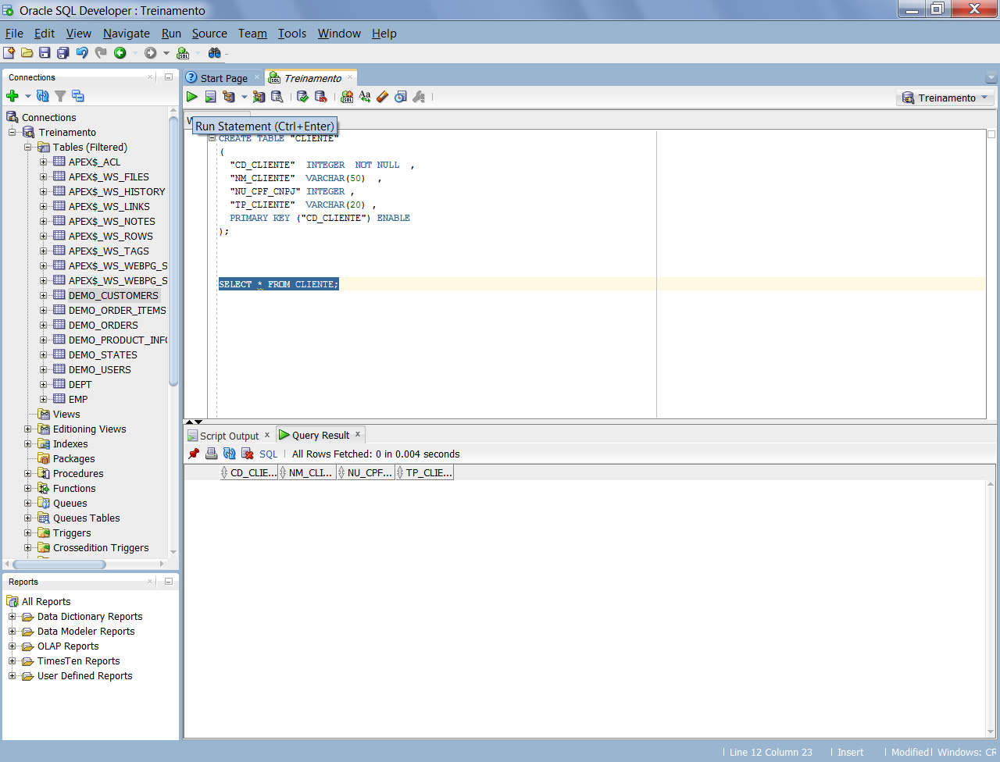 Oracle SQL Developer : Treinamento
File Edit View Navigate Run Source Team Tools Window Help
Connections
Start Page
Treinamento
Treinamento
Run Statement (Ctrl+Enter)
Connections
Treinamento
Tables (Filtered)
APEX$_ACL
APEX$_WS_FILES
APEX$_WS_HISTORY
APEX$_WS_LINKS
APEX$_WS_NOTES
APEX$_WS_ROWS
APEX$_WS_TAGS
APEX$_WS_WEBPG_S
APEX$_WS_WEBPG_S
DEMO_CUSTOMERS
DEMO_ORDER_ITEMS
DEMO_ORDERS
DEMO_PRODUCT_INFO
DEMO_STATES
DEMO_USERS
DEPT
EMP
Views
Editioning Views
Indexes
Packages
Procedures
Functions
Queues
Queues Tables
Triggers
Crossedition Triggers
CREATE TABLE "CLIENTE"
(
"CD_CLIENTE" INTEGER NOT NULL ,
"NM_CLIENTE" VARCHAR(50) ,
"NU_CPF_CNPJ" INTEGER ,
"TP_CLIENTE" VARCHAR(20) ,
PRIMARY KEY ("CD_CLIENTE") ENABLE
);
SELECT * FROM CLIENTE;
Script Output
Query Result
SQL
All Rows Fetched: 0 in 0.004 seconds
CD_CLIE... NM_CLI... NU_CPF... TP_CLIE...
Reports
All Reports
Data Dictionary Reports
Data Modeler Reports
OLAP Reports
TimesTen Reports
User Defined Reports
Line 12 Column 23
Insert
Modified
Windows: CR